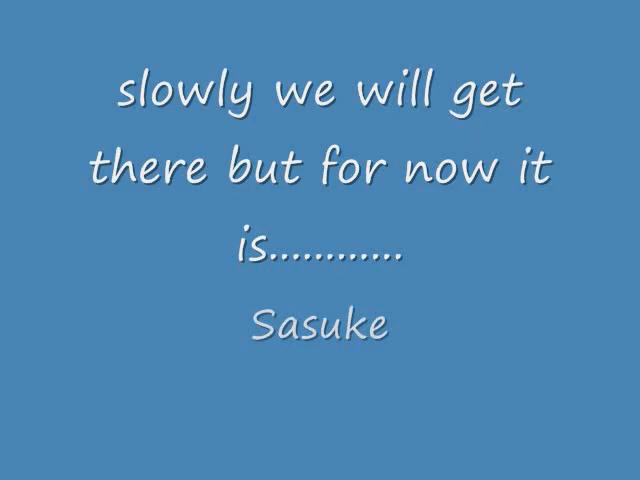 slowly we will get
there but for now it
is............
Sasuke